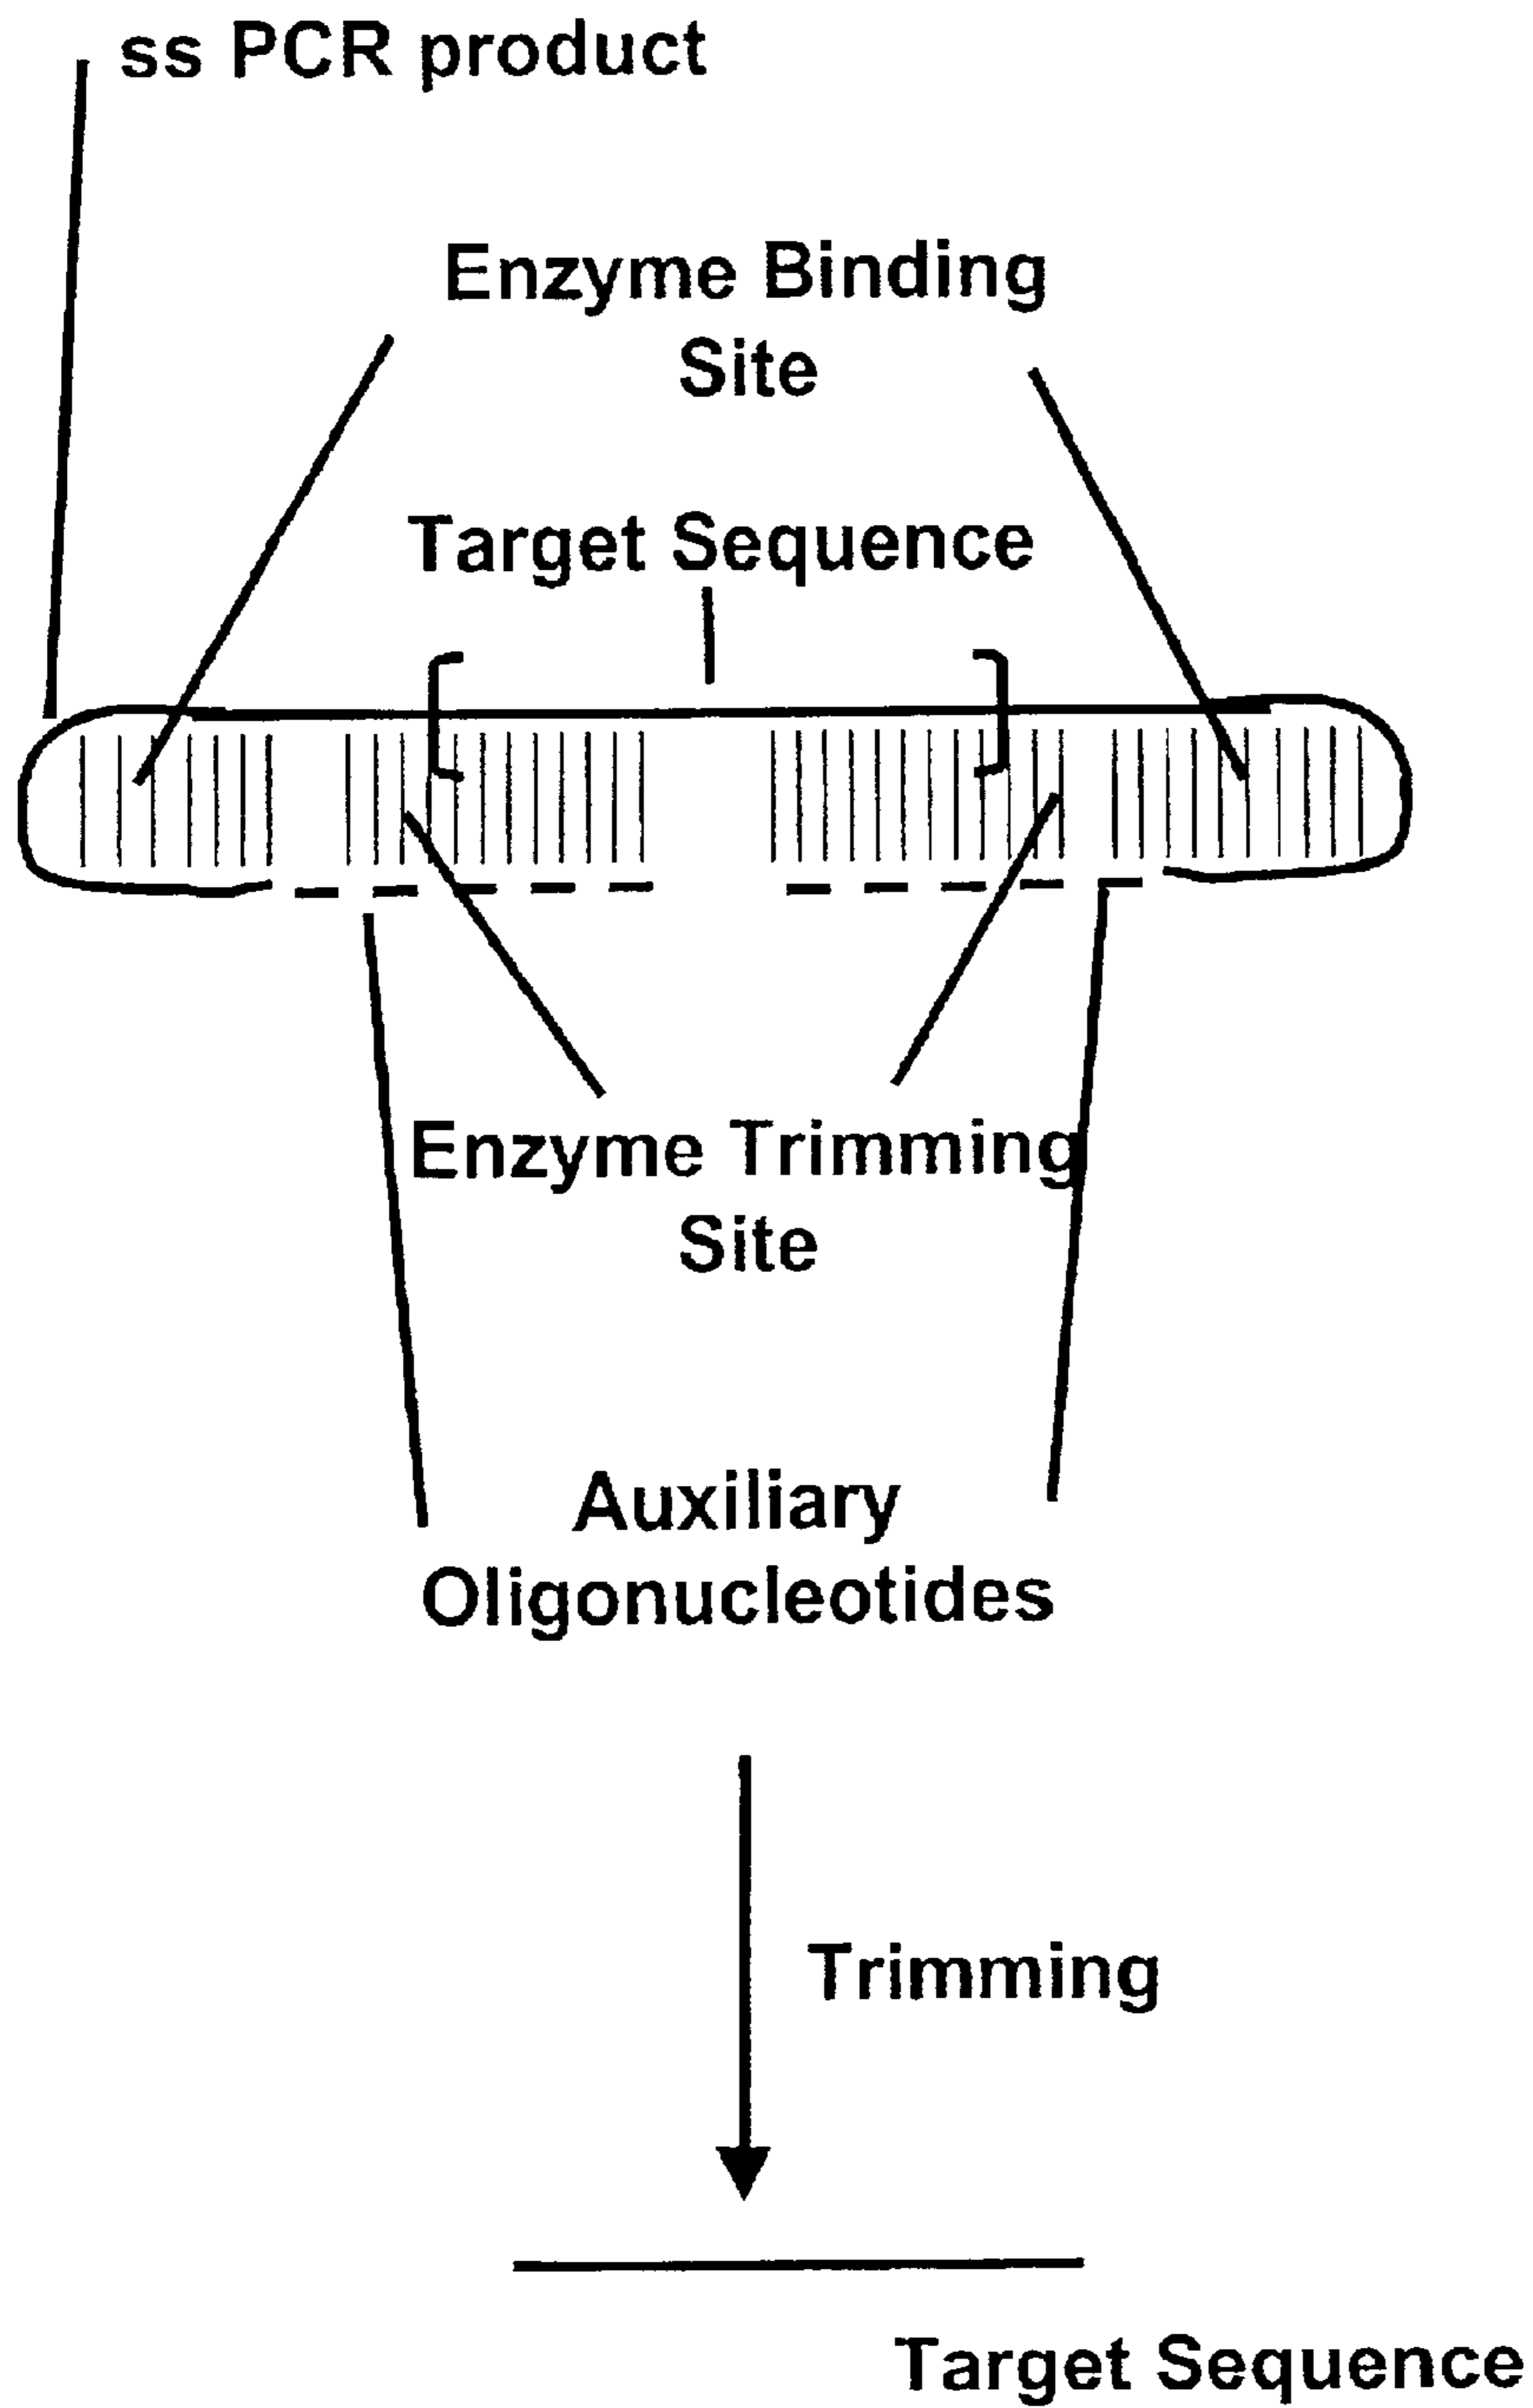 ss PCR product
Enzyme Binding
Site
Target Sequence
Enzyme Trimming
Site
Auxiliary
Oligonucleotides
Trimming
Target Sequence